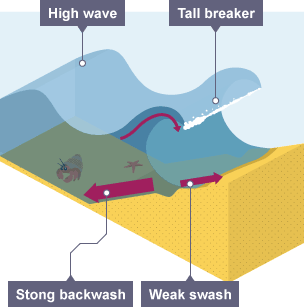 High wave
Tall breaker
Stong backwash
Weak swash